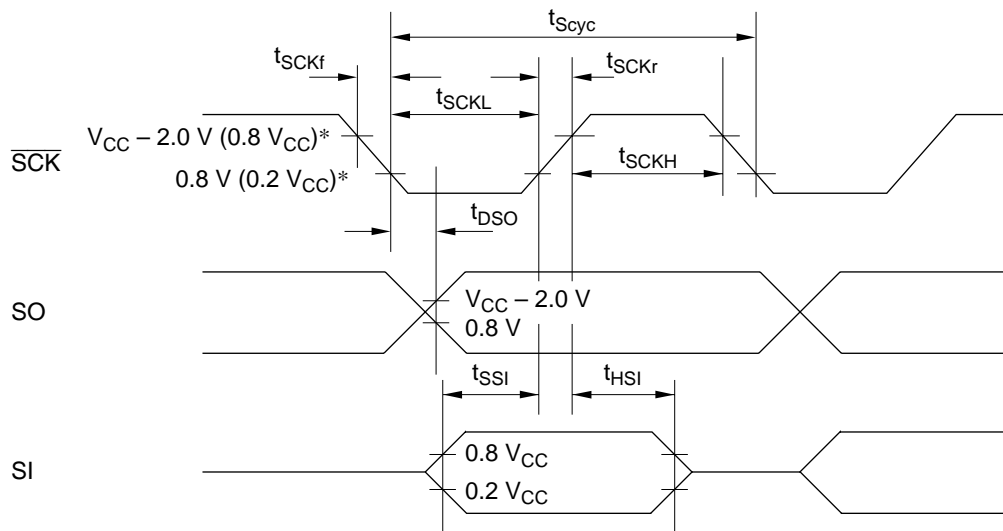 tScyc
tSCKf
tSCKr
tSCKL
VCC – 2.0 V (0.8 VCC)*
SCK
tSCKH
0.8 V (0.2 VCC)*
tDSO
VCC – 2.0 V
SO
0.8 V
tSSI
tHSI
0.8 VCC
SI
0.2 VCC